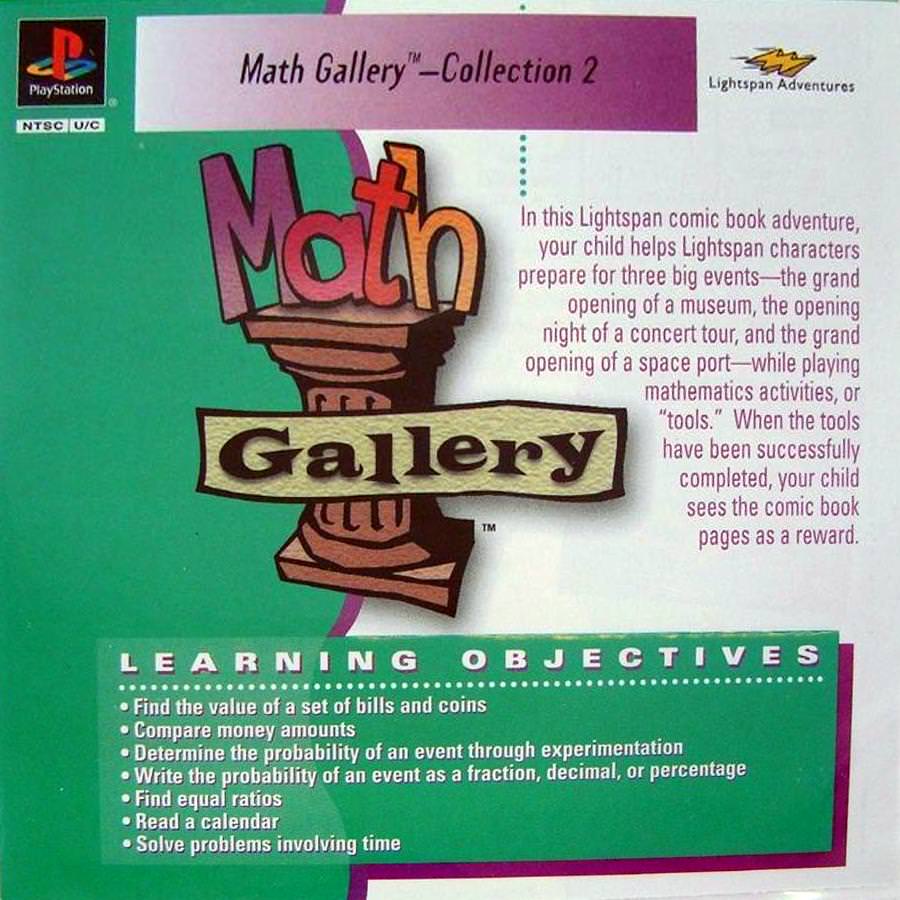 PlayStation
®
NTSC U/C
Math Gallery™–Collection 2
Lightspan Adventures
Math
Gallery
™
In this Lightspan comic book adventure,
your child helps Lightspan characters
prepare for three big events—the grand
opening of a museum, the opening
night of a concert tour, and the grand
opening of a space port—while playing
mathematics activities, or
“tools.” When the tools
have been successfully
completed, your child
sees the comic book
pages as a reward.
LEARNING OBJECTIVES
• Find the value of a set of bills and coins
• Compare money amounts
• Determine the probability of an event through experimentation
• Write the probability of an event as a fraction, decimal, or percentage
• Find equal ratios
• Read a calendar
• Solve problems involving time